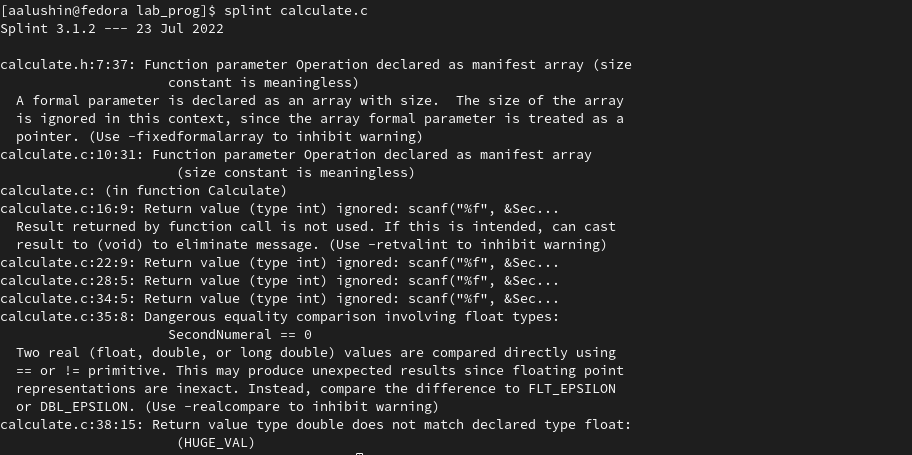 [aalushin@fedora lab_prog]$ splint calculate.c
Splint 3.1.2 --- 23 Jul 2022

calculate.h:7:37: Function parameter Operation declared as manifest array (size
                     constant is meaningless)
  A formal parameter is declared as an array with size.  The size of the array
  is ignored in this context, since the array formal parameter is treated as a
  pointer. (Use -fixedformalarray to inhibit warning)
calculate.c:10:31: Function parameter Operation declared as manifest array
                      (size constant is meaningless)
calculate.c: (in function Calculate)
calculate.c:16:9: Return value (type int) ignored: scanf("%f", &Sec...
  Result returned by function call is not used. If this is intended, can cast
  result to (void) to eliminate message. (Use -retvalint to inhibit warning)
calculate.c:22:9: Return value (type int) ignored: scanf("%f", &Sec...
calculate.c:28:5: Return value (type int) ignored: scanf("%f", &Sec...
calculate.c:34:5: Return value (type int) ignored: scanf("%f", &Sec...
calculate.c:35:8: Dangerous equality comparison involving float types:
                     SecondNumeral == 0
  Two real (float, double, or long double) values are compared directly using
  == or != primitive. This may produce unexpected results since floating point
  representations are inexact. Instead, compare the difference to FLT_EPSILON
  or DBL_EPSILON. (Use -realcompare to inhibit warning)
calculate.c:38:15: Return value type double does not match declared type float:
                      (HUGE_VAL)